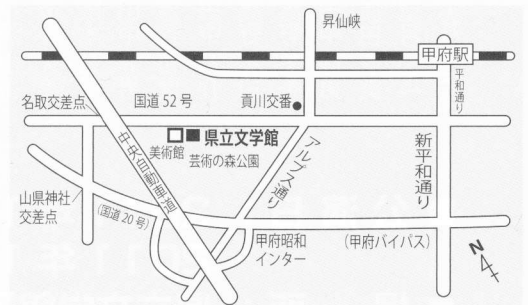 昇仙峡
甲府駅
平和通り
名取交差点
国道52号
貢川交番
県立文学館
美術館
芸術の森公園
中央自動車道
アルプス通り
新平和通り
山県神社
交差点
(国道20号)
甲府昭和
インター
(甲府バイパス)
N